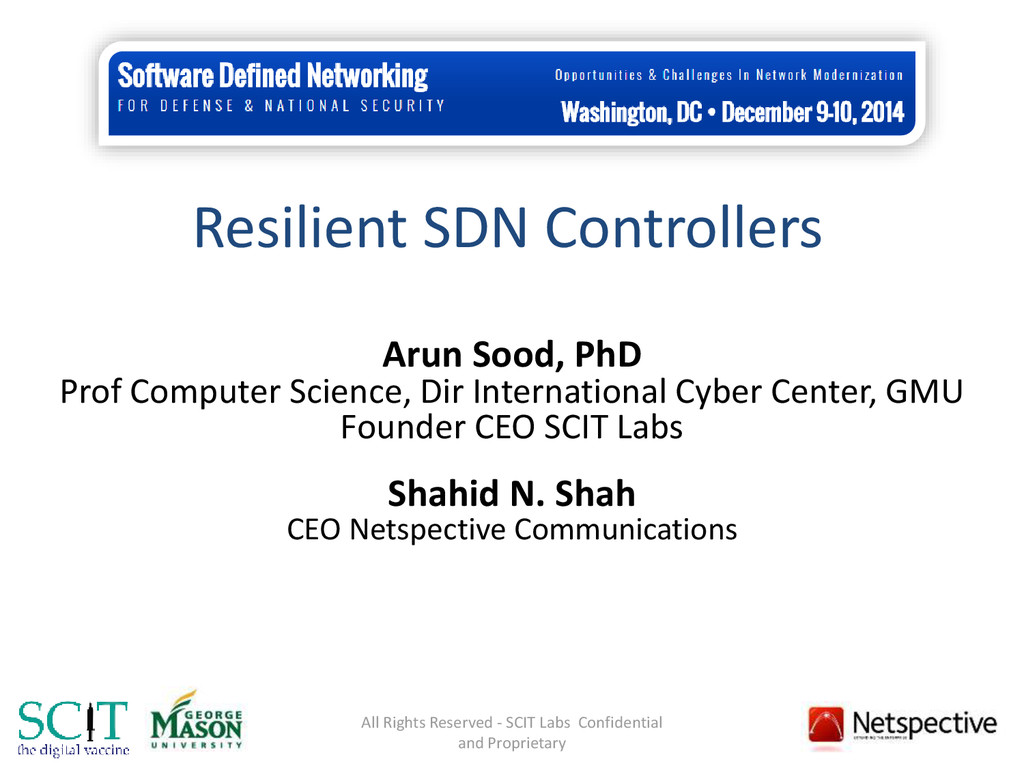 Software Defined Networking
FOR DEFENSE & NATIONAL SECURITY
Opportunities & Challenges In Network Modernization
Washington, DC • December 9-10, 2014
Resilient SDN Controllers
Arun Sood, PhD
Prof Computer Science, Dir International Cyber Center, GMU
Founder CEO SCIT Labs
Shahid N. Shah
CEO Netspective Communications
SCIT
the digital vaccine
GEORGE
MASON
UNIVERSITY
All Rights Reserved - SCIT Labs Confidential
and Proprietary
Netspective